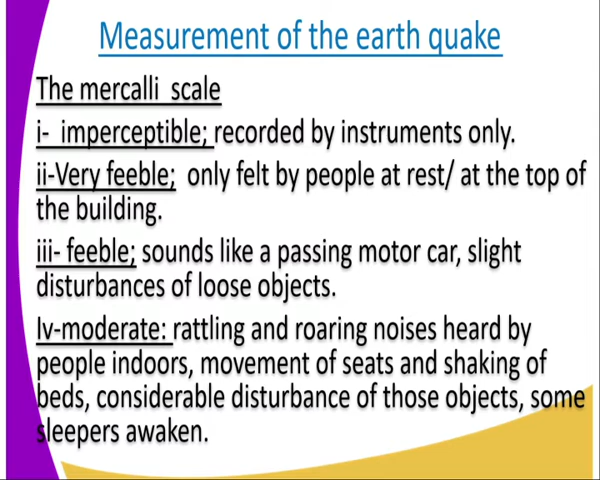 Measurement of the earth quake
The mercalli  scale
i-  imperceptible; recorded by instruments only.
ii-Very feeble;  only felt by people at rest/ at the top of
the building.
iii- feeble; sounds like a passing motor car, slight
disturbances of loose objects.
Iv-moderate: rattling and roaring noises heard by
people indoors, movement of seats and shaking of
beds, considerable disturbance of those objects, some
sleepers awaken.